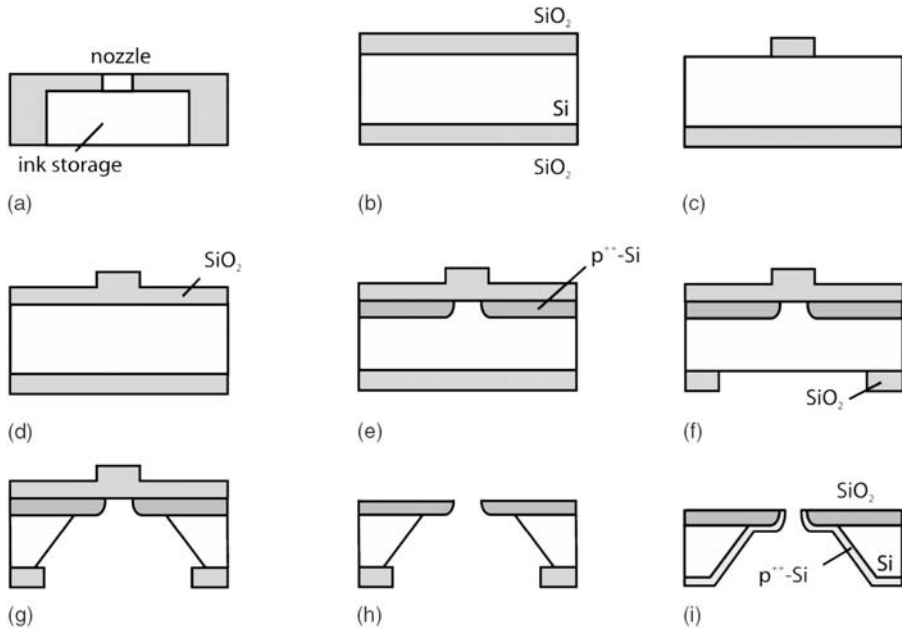 nozzle
ink storage
(a)
SiO₂
Si
SiO₂
(b)
(c)
SiO₂
(d)
p⁺⁺-Si
(e)
SiO₂
(f)
(g)
(h)
SiO₂
Si
p⁺⁺-Si
(i)